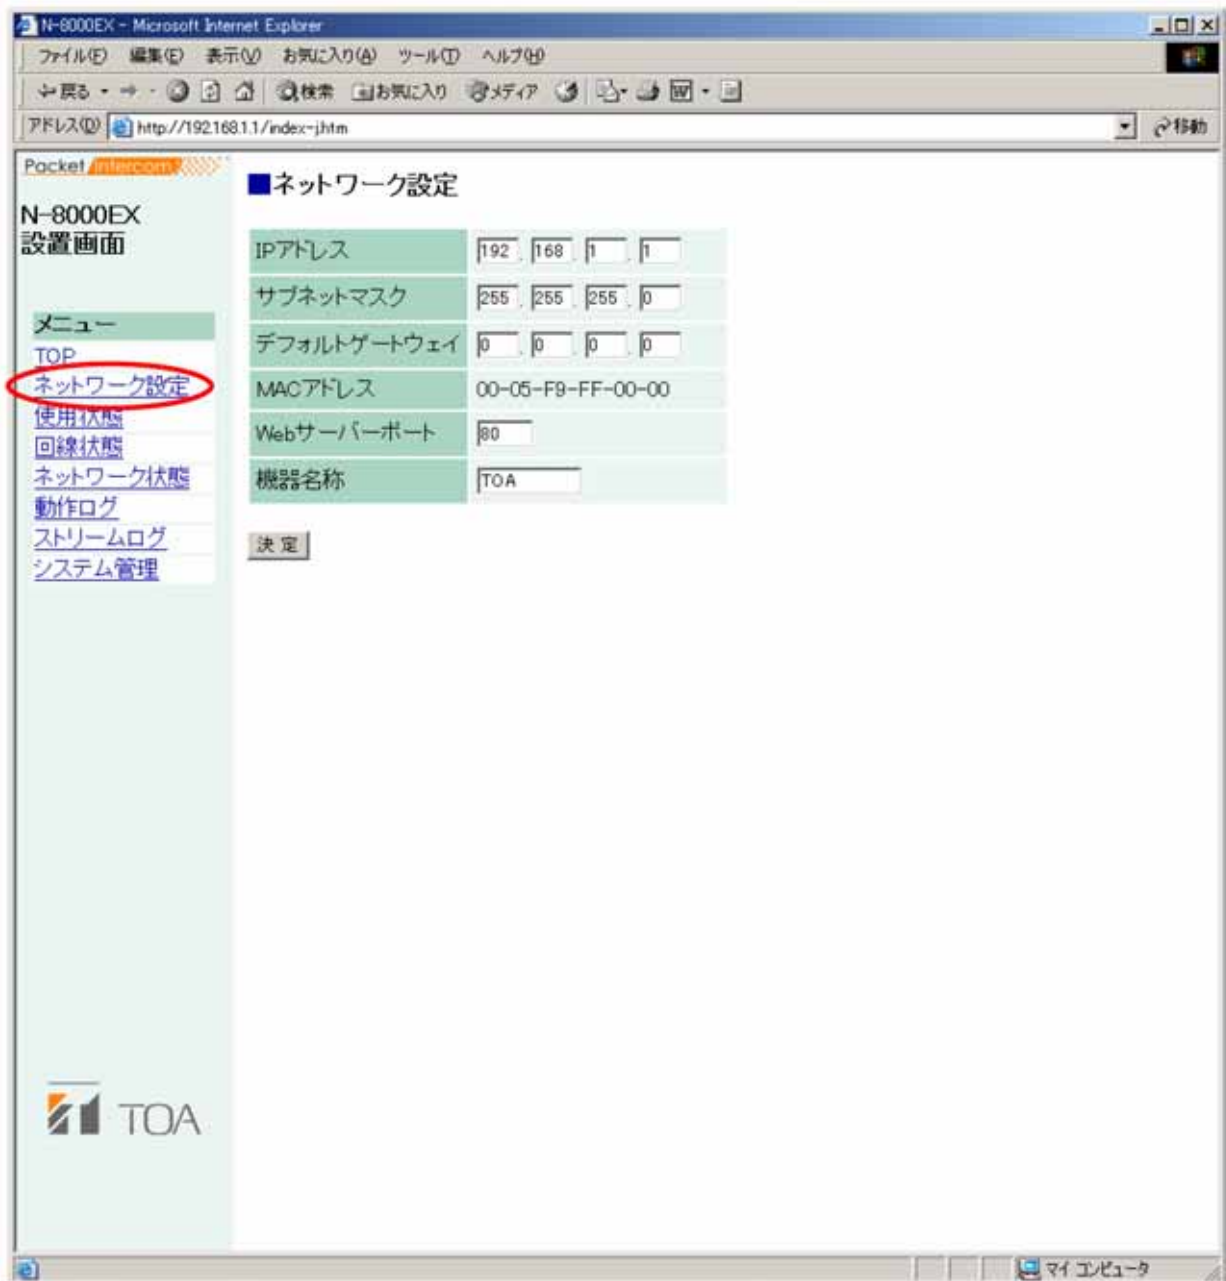 N-8000EX - Microsoft Internet Explorer
ファイル(F) 編集(E) 表示(V) お気に入り(A) ツール(T) ヘルプ(H)
戻る 検索 お気に入り メディア
アドレス(D) http://192.168.1.1/index-j.htm 移動
Packet Intercom
N-8000EX
設置画面
メニュー
TOP
ネットワーク設定
使用状態
回線状態
ネットワーク状態
動作ログ
ストリームログ
システム管理
TOA
■ネットワーク設定
IPアドレス 192 . 168 . 1 . 1
サブネットマスク 255 . 255 . 255 . 0
デフォルトゲートウェイ 0 . 0 . 0 . 0
MACアドレス 00-05-F9-FF-00-00
Webサーバーポート 80
機器名称 TOA
決定
マイ コンピュータ